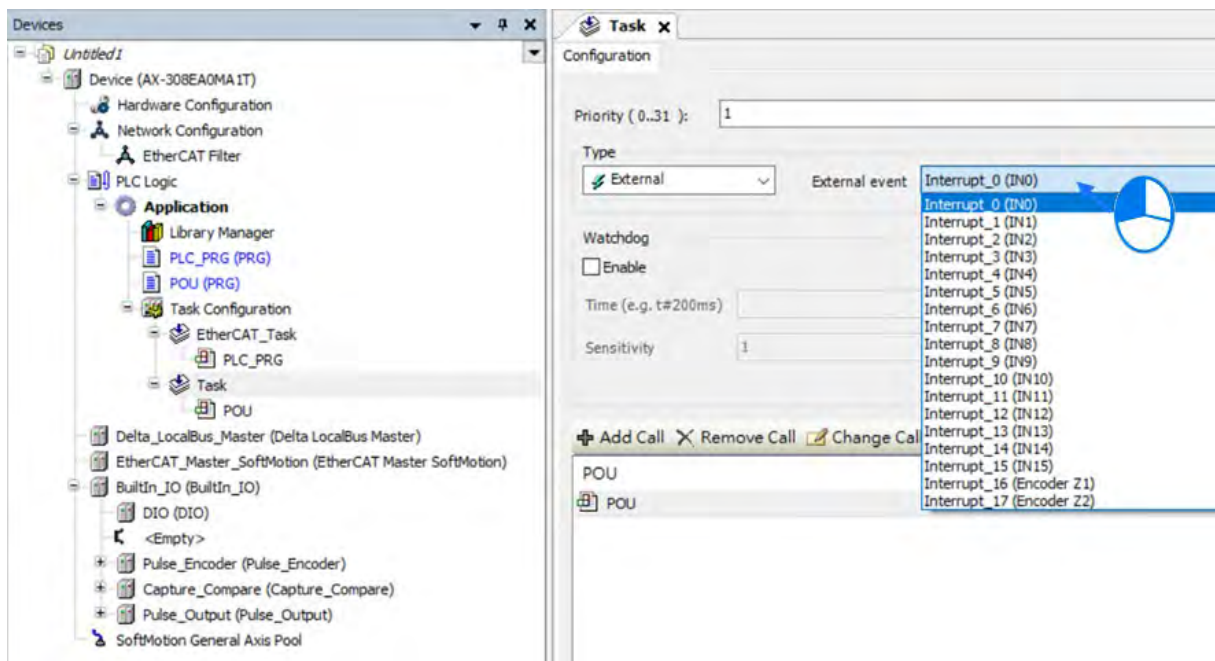 Devices
Untitled1
Device (AX-308EA0MA1T)
Hardware Configuration
Network Configuration
EtherCAT Filter
PLC Logic
Application
Library Manager
PLC_PRG (PRG)
POU (PRG)
Task Configuration
EtherCAT_Task
PLC_PRG
Task
POU
Delta_LocalBus_Master (Delta LocalBus Master)
EtherCAT_Master_SoftMotion (EtherCAT Master SoftMotion)
BuiltIn_IO (BuiltIn_IO)
DIO (DIO)
<Empty>
Pulse_Encoder (Pulse_Encoder)
Capture_Compare (Capture_Compare)
Pulse_Output (Pulse_Output)
SoftMotion General Axis Pool
Task
Configuration
Priority ( 0..31 ): 1
Type
External External event Interrupt_0 (IN0)
Interrupt_0 (IN0)
Interrupt_1 (IN1)
Interrupt_2 (IN2)
Interrupt_3 (IN3)
Interrupt_4 (IN4)
Interrupt_5 (IN5)
Interrupt_6 (IN6)
Interrupt_7 (IN7)
Interrupt_8 (IN8)
Interrupt_9 (IN9)
Interrupt_10 (IN10)
Interrupt_11 (IN11)
Interrupt_12 (IN12)
Interrupt_13 (IN13)
Interrupt_14 (IN14)
Interrupt_15 (IN15)
Interrupt_16 (Encoder Z1)
Interrupt_17 (Encoder Z2)
Watchdog
Enable
Time (e.g. t#200ms)
Sensitivity 1
Add Call Remove Call Change Cal
POU
POU